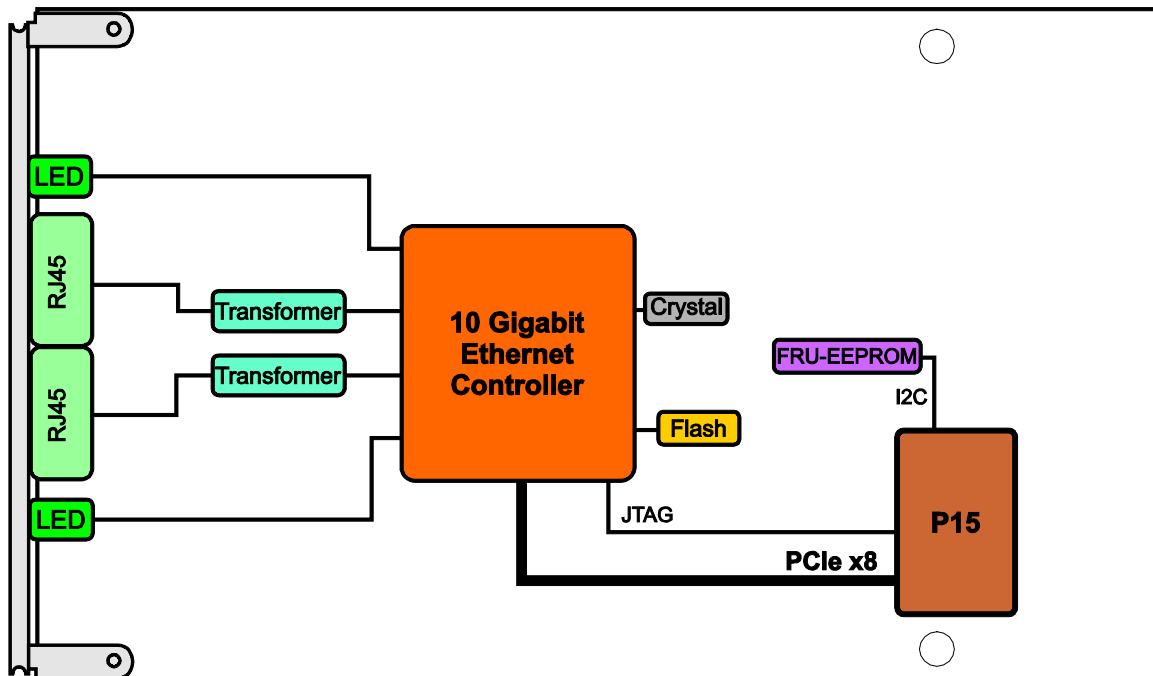 LED
RJ45
Transformer
10 Gigabit
Ethernet
Controller
Crystal
FRU-EEPROM
I2C
RJ45
Transformer
Flash
LED
JTAG
P15
PCIe x8